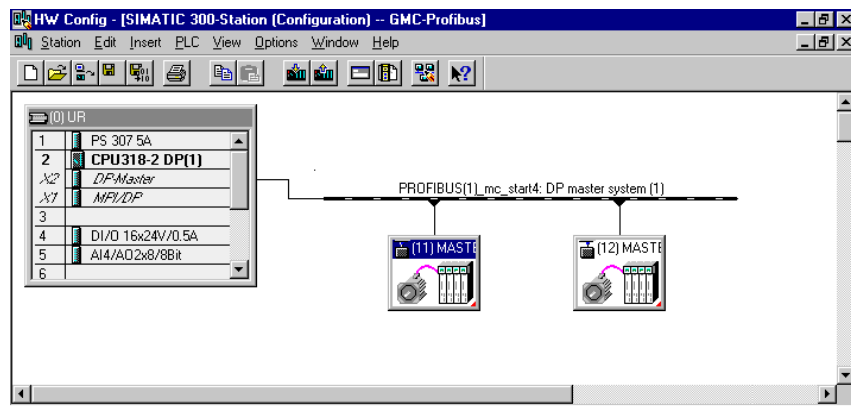 HW Config - [SIMATIC 300-Station (Configuration) -- GMC-Profibus]
Station Edit Insert PLC View Options Window Help
(0) UR
1 PS 307 5A
2 CPU318-2 DP(1)
X2 DP-Master
X1 MPI/DP
3
4 DI/O 16x24V/0.5A
5 AI4/AO2x8/8Bit
6
PROFIBUS(1)_mc_start4: DP master system (1)
(11) MASTE
(12) MASTE